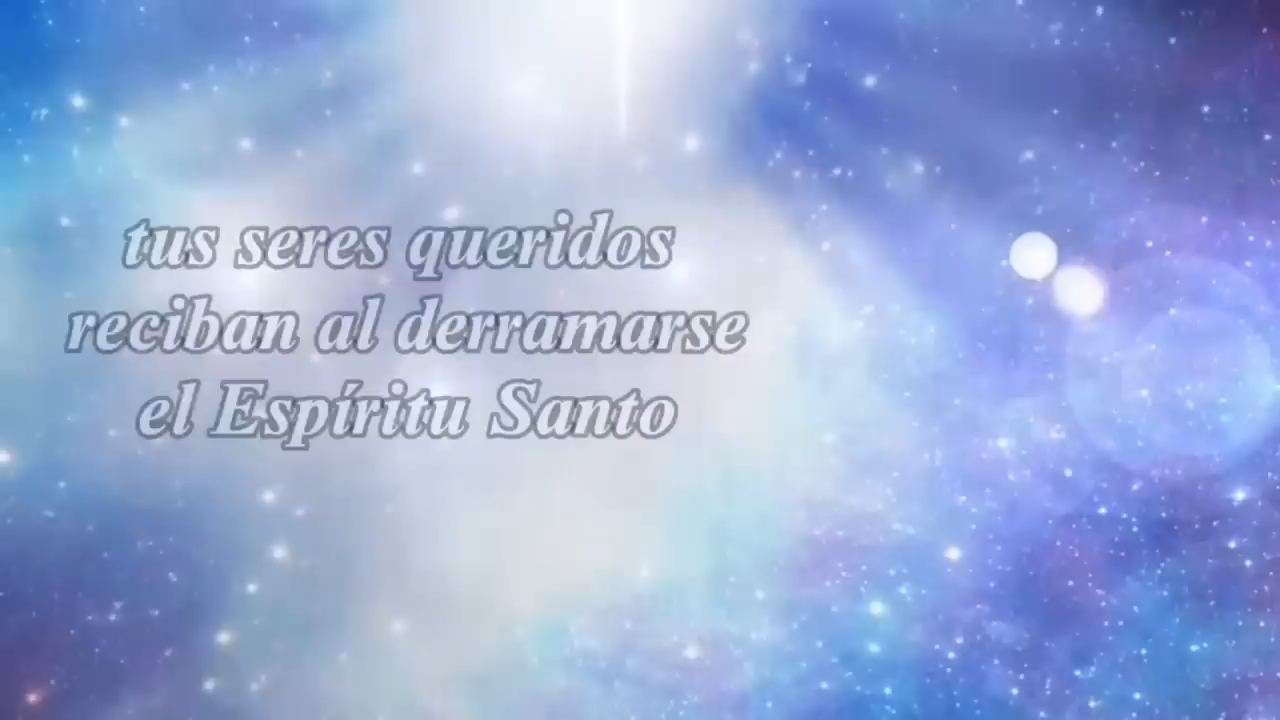 tus seres queridos
reciban al derramarse
el Espíritu Santo